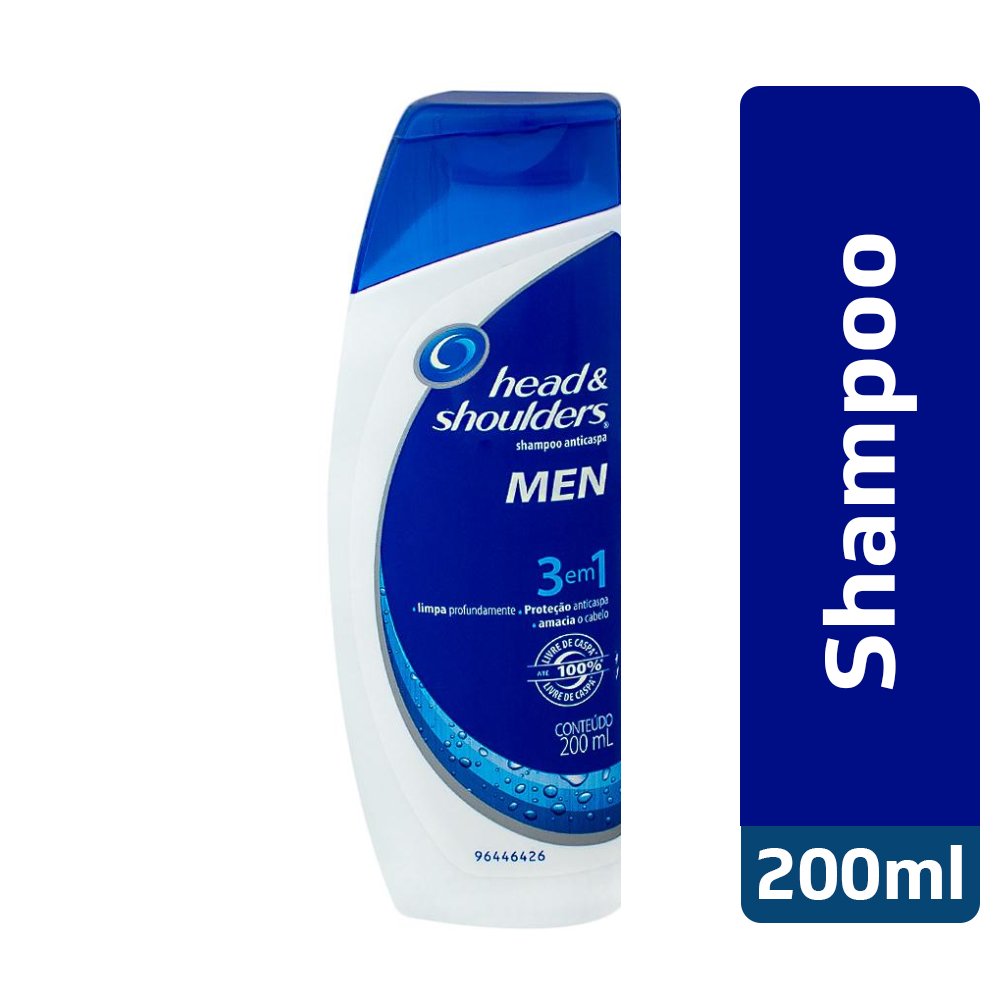 head&
shoulders®
shampoo anticaspa
MEN
3 em 1
• limpa profundamente • Proteção anticaspa
• amacia o cabelo
LIVRE DE CASPA*
ATÉ 100%
LIVRE DE CASPA*
CONTEÚDO
200 mL
96446426
Shampoo
200ml